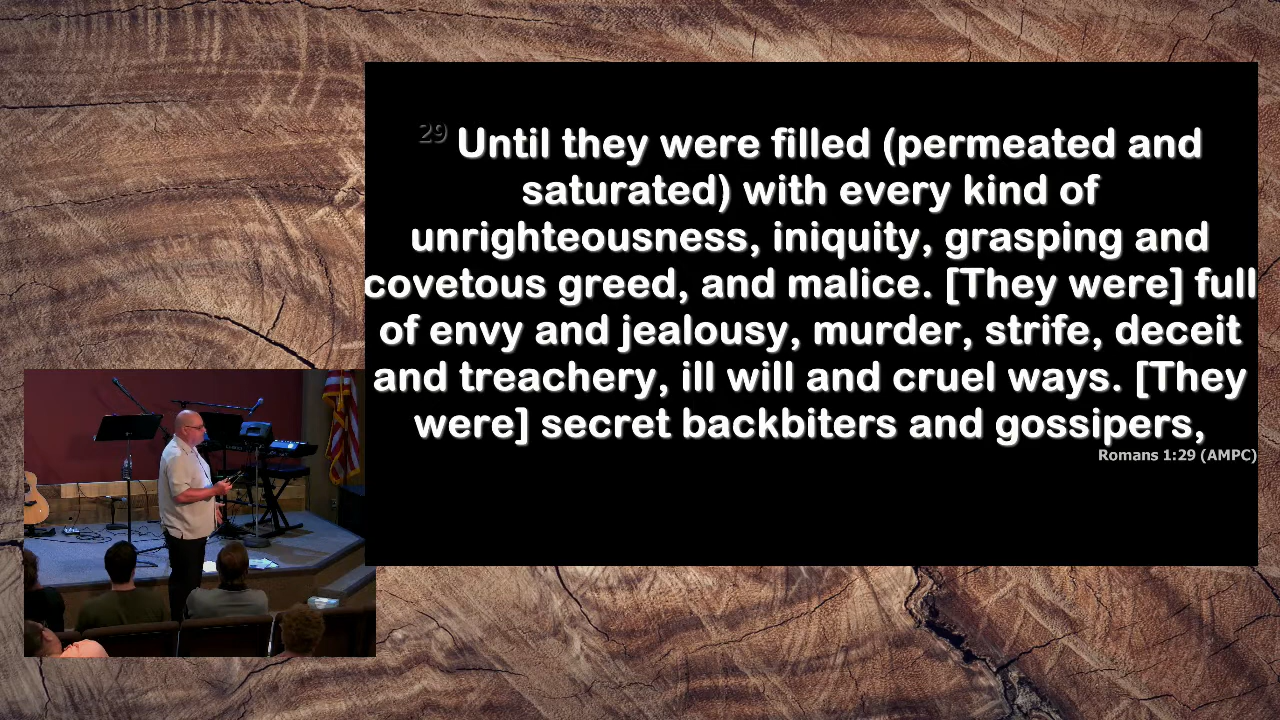 29 Until they were filled (permeated and
saturated) with every kind of
unrighteousness, iniquity, grasping and
covetous greed, and malice. [They were] full
of envy and jealousy, murder, strife, deceit
and treachery, ill will and cruel ways. [They
were] secret backbiters and gossipers,
Romans 1:29 (AMPC)